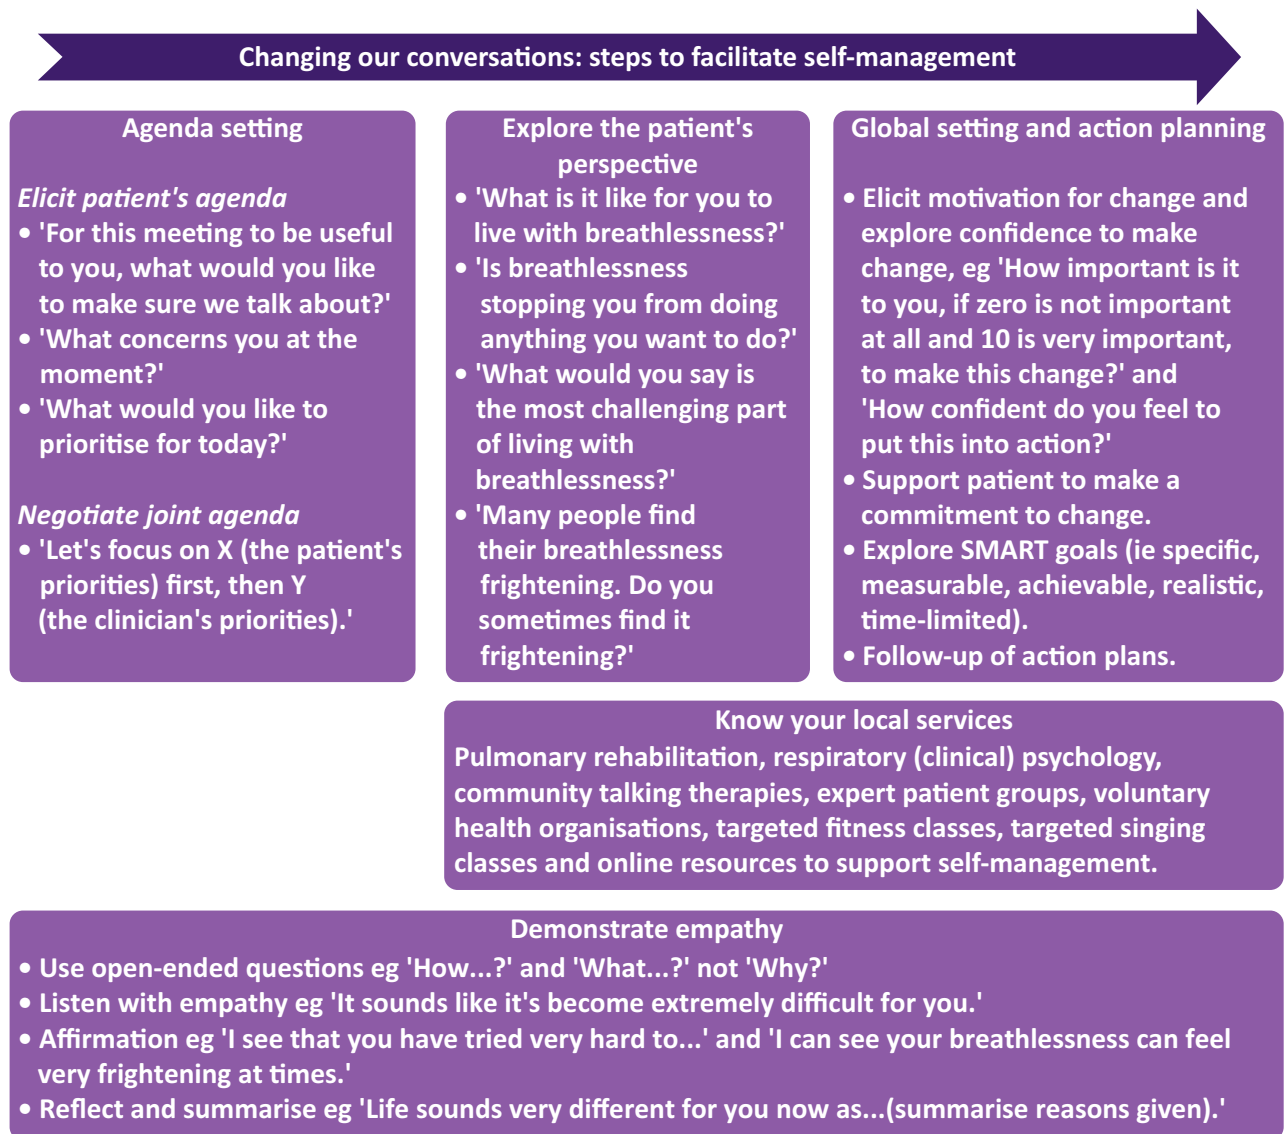 Changing our conversations: steps to facilitate self-management
Agenda setting
Elicit patient's agenda
• 'For this meeting to be useful
to you, what would you like
to make sure we talk about?'
• 'What concerns you at the
moment?'
• 'What would you like to
prioritise for today?'
Negotiate joint agenda
• 'Let's focus on X (the patient's
priorities) first, then Y
(the clinician's priorities).'
Explore the patient's
perspective
• 'What is it like for you to
live with breathlessness?'
• 'Is breathlessness
stopping you from doing
anything you want to do?'
• 'What would you say is
the most challenging part
of living with
breathlessness?'
• 'Many people find
their breathlessness
frightening. Do you
sometimes find it
frightening?'
Global setting and action planning
• Elicit motivation for change and
explore confidence to make
change, eg 'How important is it
to you, if zero is not important
at all and 10 is very important,
to make this change?' and
'How confident do you feel to
put this into action?'
• Support patient to make a
commitment to change.
• Explore SMART goals (ie specific,
measurable, achievable, realistic,
time-limited).
• Follow-up of action plans.
Know your local services
Pulmonary rehabilitation, respiratory (clinical) psychology,
community talking therapies, expert patient groups, voluntary
health organisations, targeted fitness classes, targeted singing
classes and online resources to support self-management.
Demonstrate empathy
• Use open-ended questions eg 'How...?' and 'What...?' not 'Why?'
• Listen with empathy eg 'It sounds like it's become extremely difficult for you.'
• Affirmation eg 'I see that you have tried very hard to...' and 'I can see your breathlessness can feel
very frightening at times.'
• Reflect and summarise eg 'Life sounds very different for you now as...(summarise reasons given).'